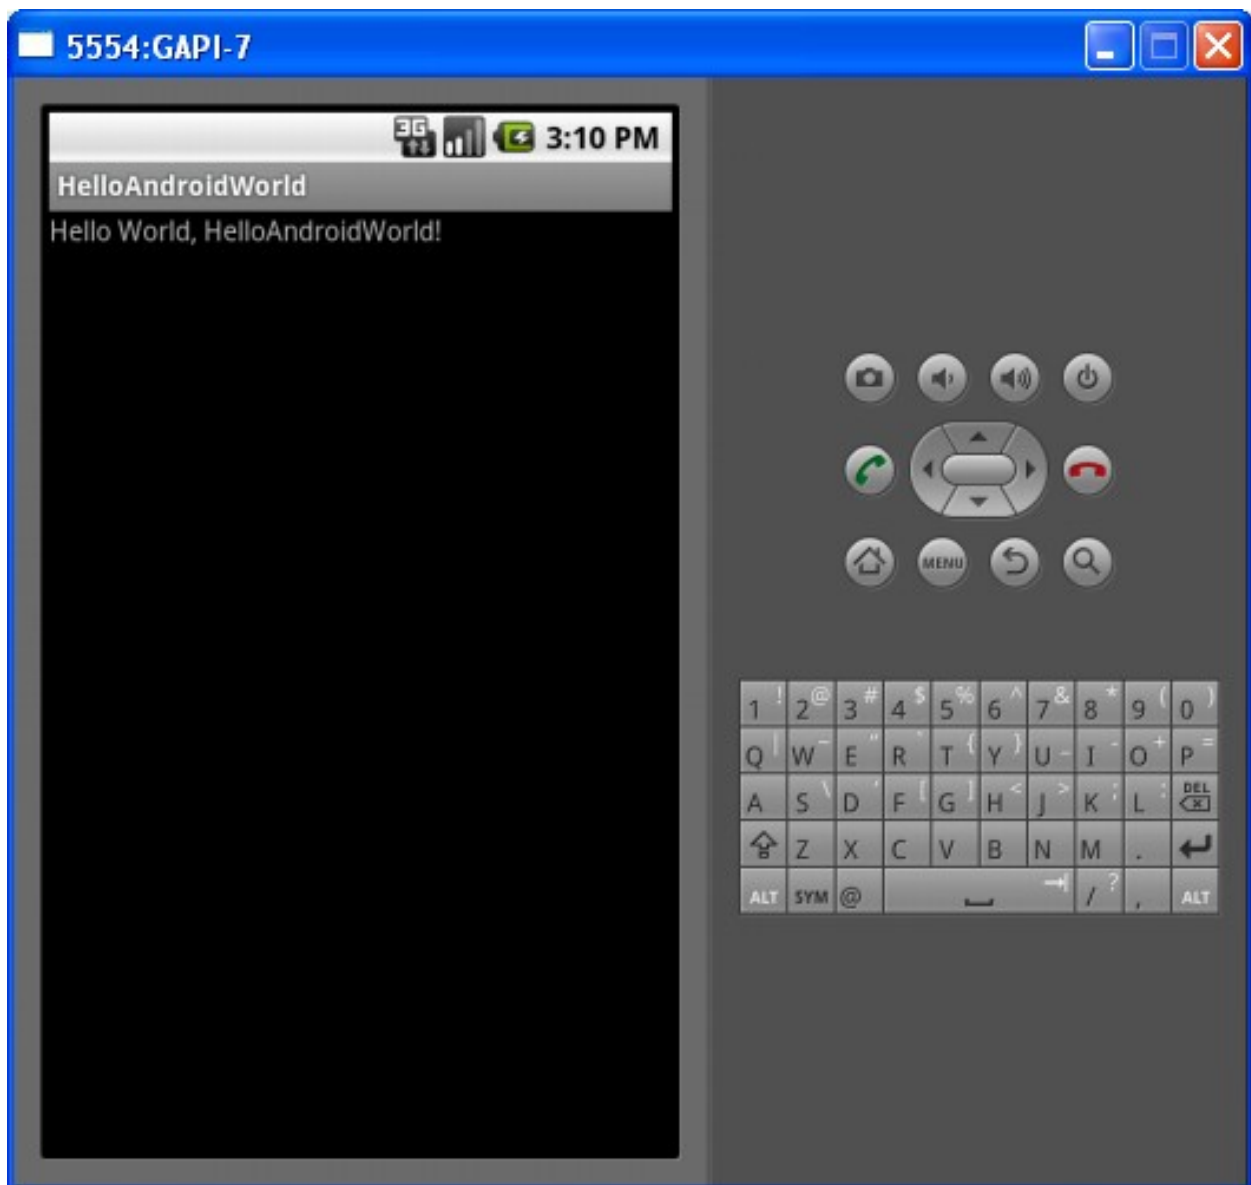 5554:GAPI-7
3G 3:10 PM
HelloAndroidWorld
Hello World, HelloAndroidWorld!
MENU
1 ! 2 @ 3 # 4 $ 5 % 6 ^ 7 & 8 * 9 ( 0 )
Q | W ~ E " R ` T { Y } U _ I - O + P =
A S \ D ' F [ G ] H < J > K ; L : DEL
Z X C V B N M .
ALT SYM @ / ? , ALT